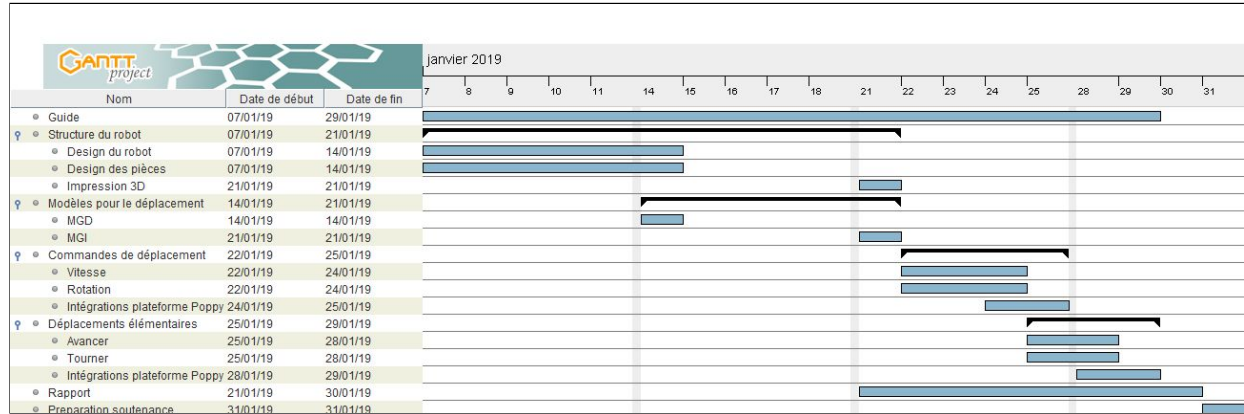 GANTT
project
janvier 2019
7 8 9 10 11 14 15 16 17 18 21 22 23 24 25 28 29 30 31
Nom Date de début Date de fin
Guide 07/01/19 29/01/19
Structure du robot 07/01/19 21/01/19
Design du robot 07/01/19 14/01/19
Design des pièces 07/01/19 14/01/19
Impression 3D 21/01/19 21/01/19
Modèles pour le déplacement 14/01/19 21/01/19
MGD 14/01/19 14/01/19
MGI 21/01/19 21/01/19
Commandes de déplacement 22/01/19 25/01/19
Vitesse 22/01/19 24/01/19
Rotation 22/01/19 24/01/19
Intégrations plateforme Poppy 24/01/19 25/01/19
Déplacements élémentaires 25/01/19 29/01/19
Avancer 25/01/19 28/01/19
Tourner 25/01/19 28/01/19
Intégrations plateforme Poppy 28/01/19 29/01/19
Rapport 21/01/19 30/01/19
Preparation soutenance 31/01/19 31/01/19